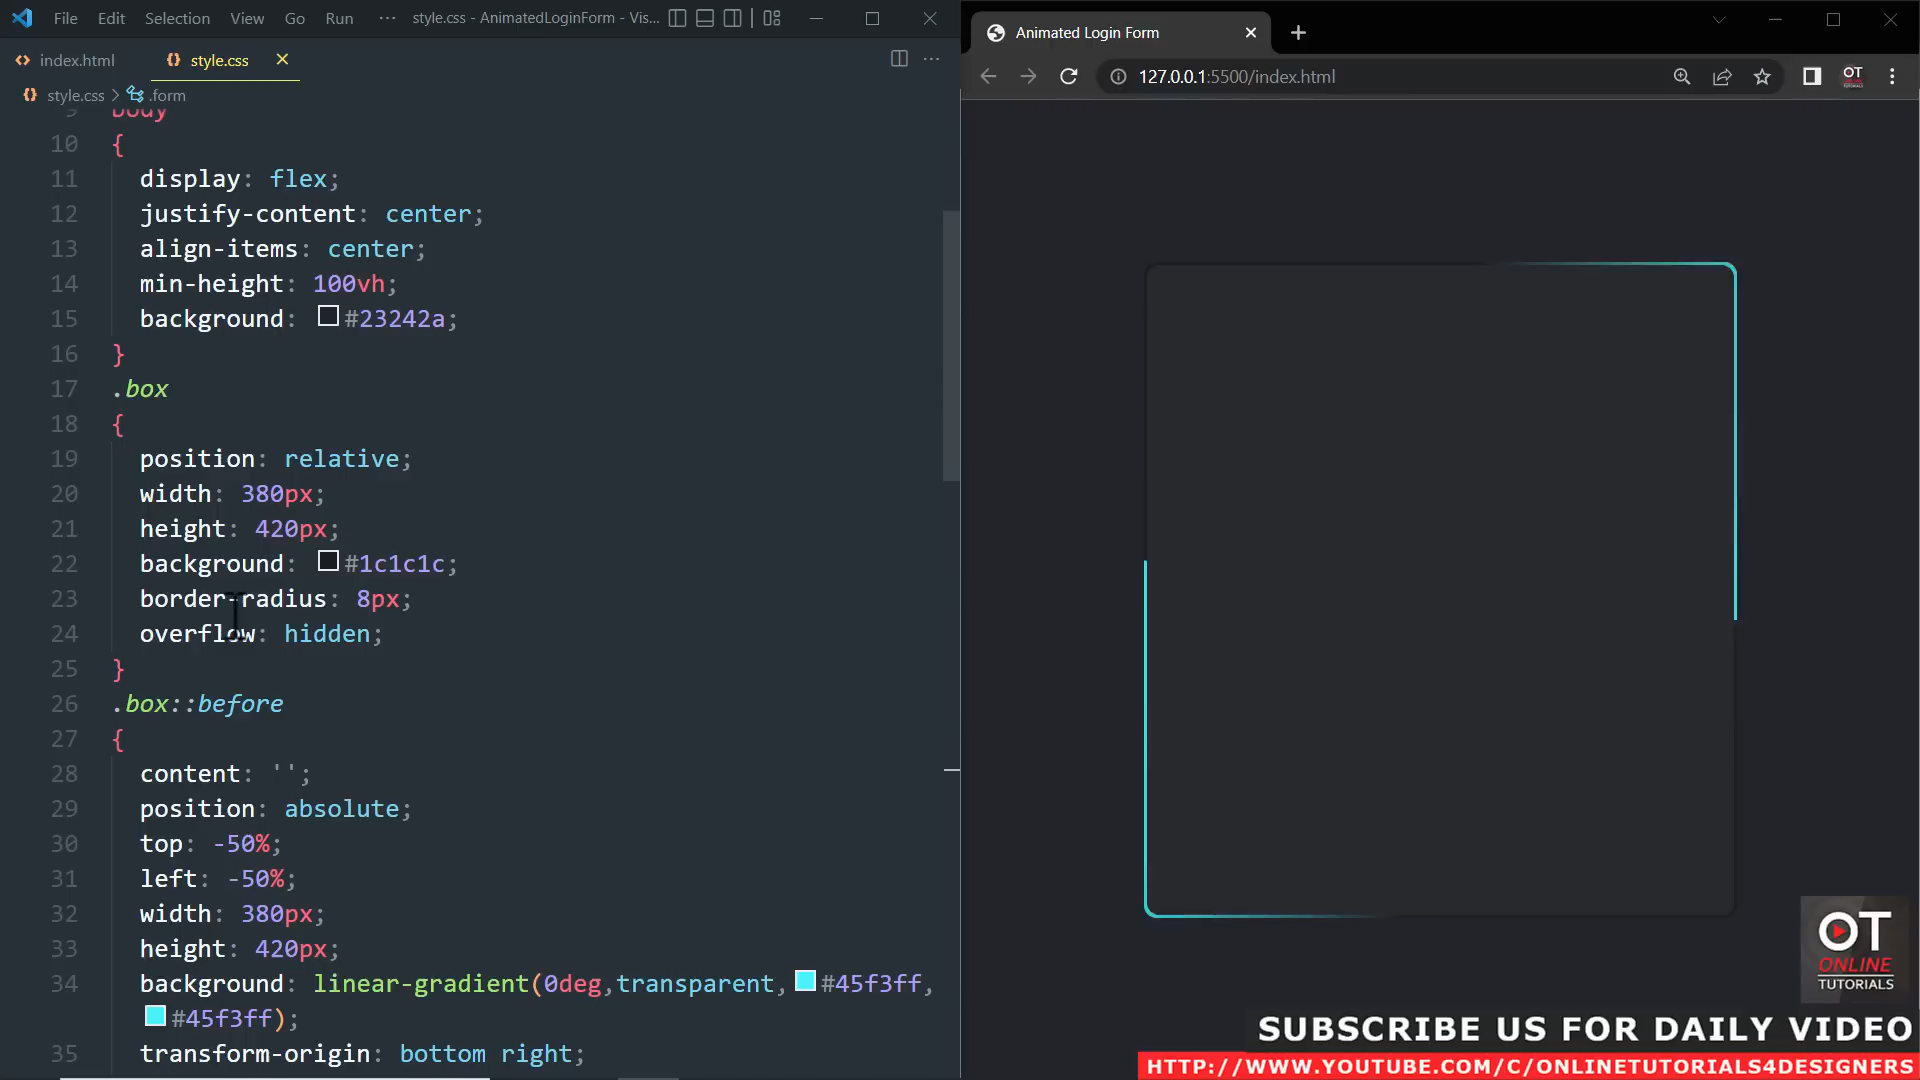 File Edit Selection View Go Run ··· style.css - AnimatedLoginForm - Vis...
index.html style.css
style.css > .form
9 body
10 {
11 display: flex;
12 justify-content: center;
13 align-items: center;
14 min-height: 100vh;
15 background: #23242a;
16 }
17 .box
18 {
19 position: relative;
20 width: 380px;
21 height: 420px;
22 background: #1c1c1c;
23 border-radius: 8px;
24 overflow: hidden;
25 }
26 .box::before
27 {
28 content: '';
29 position: absolute;
30 top: -50%;
31 left: -50%;
32 width: 380px;
33 height: 420px;
34 background: linear-gradient(0deg,transparent,#45f3ff,
#45f3ff);
35 transform-origin: bottom right;
Animated Login Form
127.0.0.1:5500/index.html
OT
OT
ONLINE
TUTORIALS
SUBSCRIBE US FOR DAILY VIDEO
HTTP://WWW.YOUTUBE.COM/C/ONLINETUTORIALS4DESIGNERS